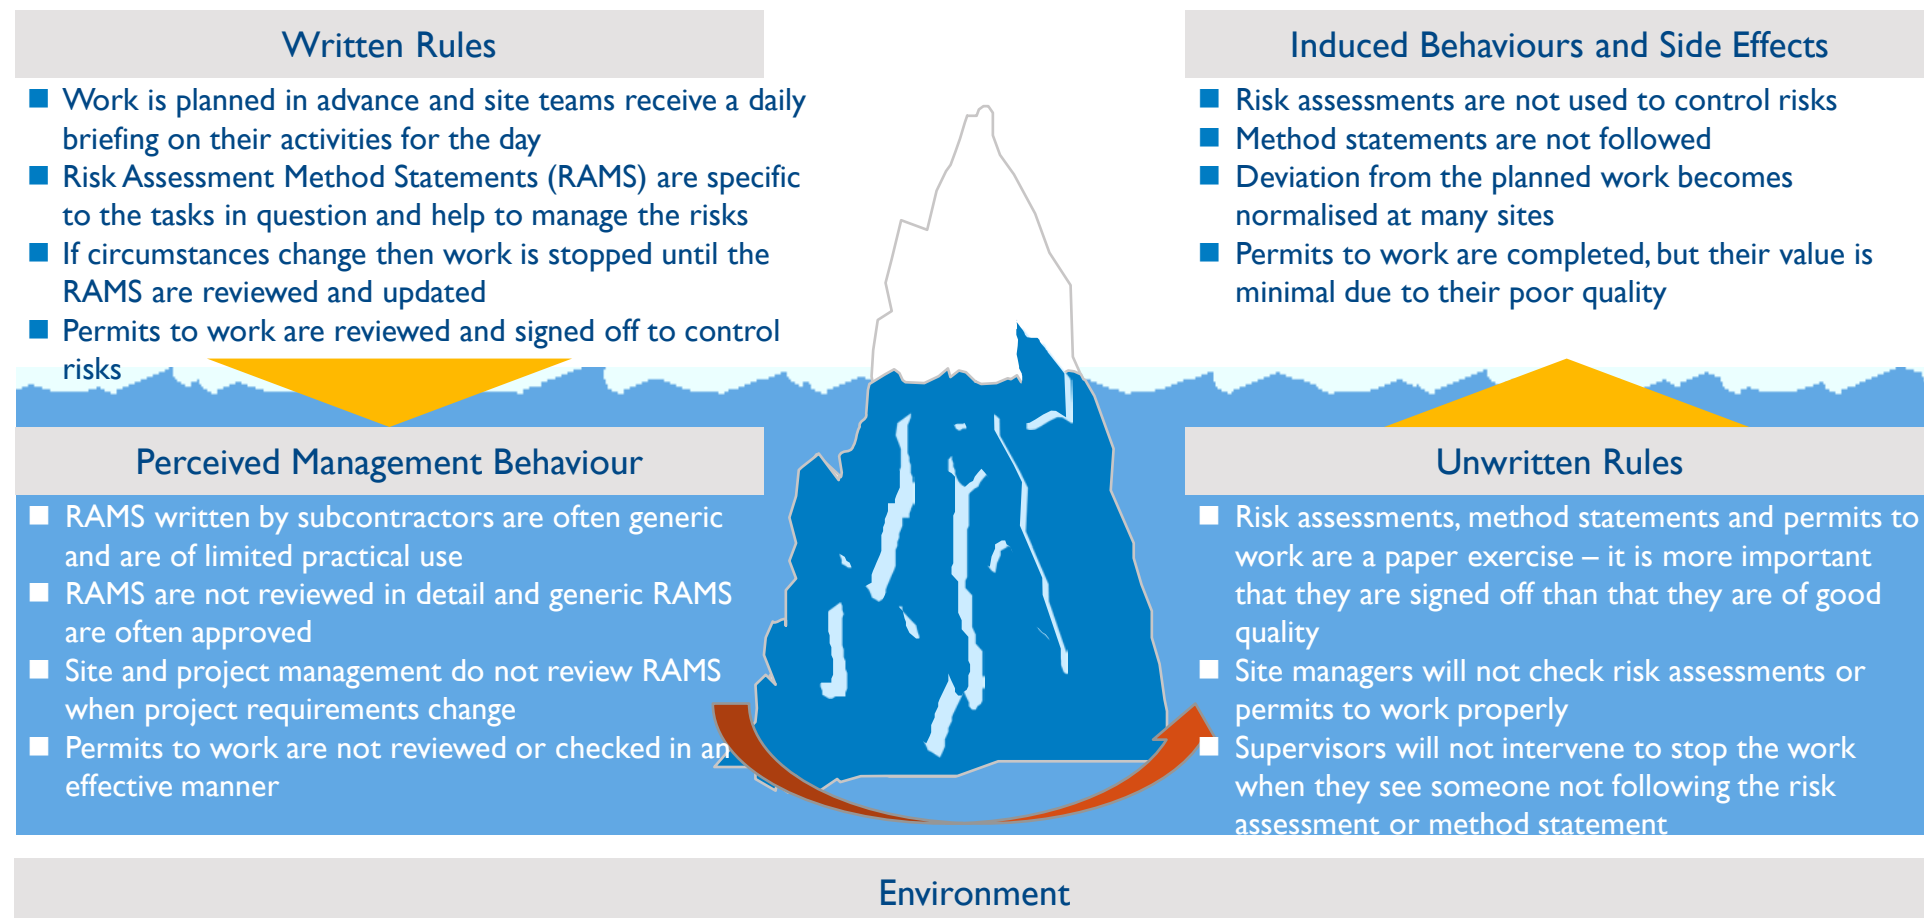 Written Rules
Work is planned in advance and site teams receive a daily
briefing on their activities for the day
Risk Assessment Method Statements (RAMS) are specific
to the tasks in question and help to manage the risks
If circumstances change then work is stopped until the
RAMS are reviewed and updated
Permits to work are reviewed and signed off to control
risks
Induced Behaviours and Side Effects
Risk assessments are not used to control risks
Method statements are not followed
Deviation from the planned work becomes
normalised at many sites
Permits to work are completed, but their value is
minimal due to their poor quality
Perceived Management Behaviour
RAMS written by subcontractors are often generic
and are of limited practical use
RAMS are not reviewed in detail and generic RAMS
are often approved
Site and project management do not review RAMS
when project requirements change
Permits to work are not reviewed or checked in an
effective manner
Unwritten Rules
Risk assessments, method statements and permits to
work are a paper exercise – it is more important
that they are signed off than that they are of good
quality
Site managers will not check risk assessments or
permits to work properly
Supervisors will not intervene to stop the work
when they see someone not following the risk
assessment or method statement
Environment